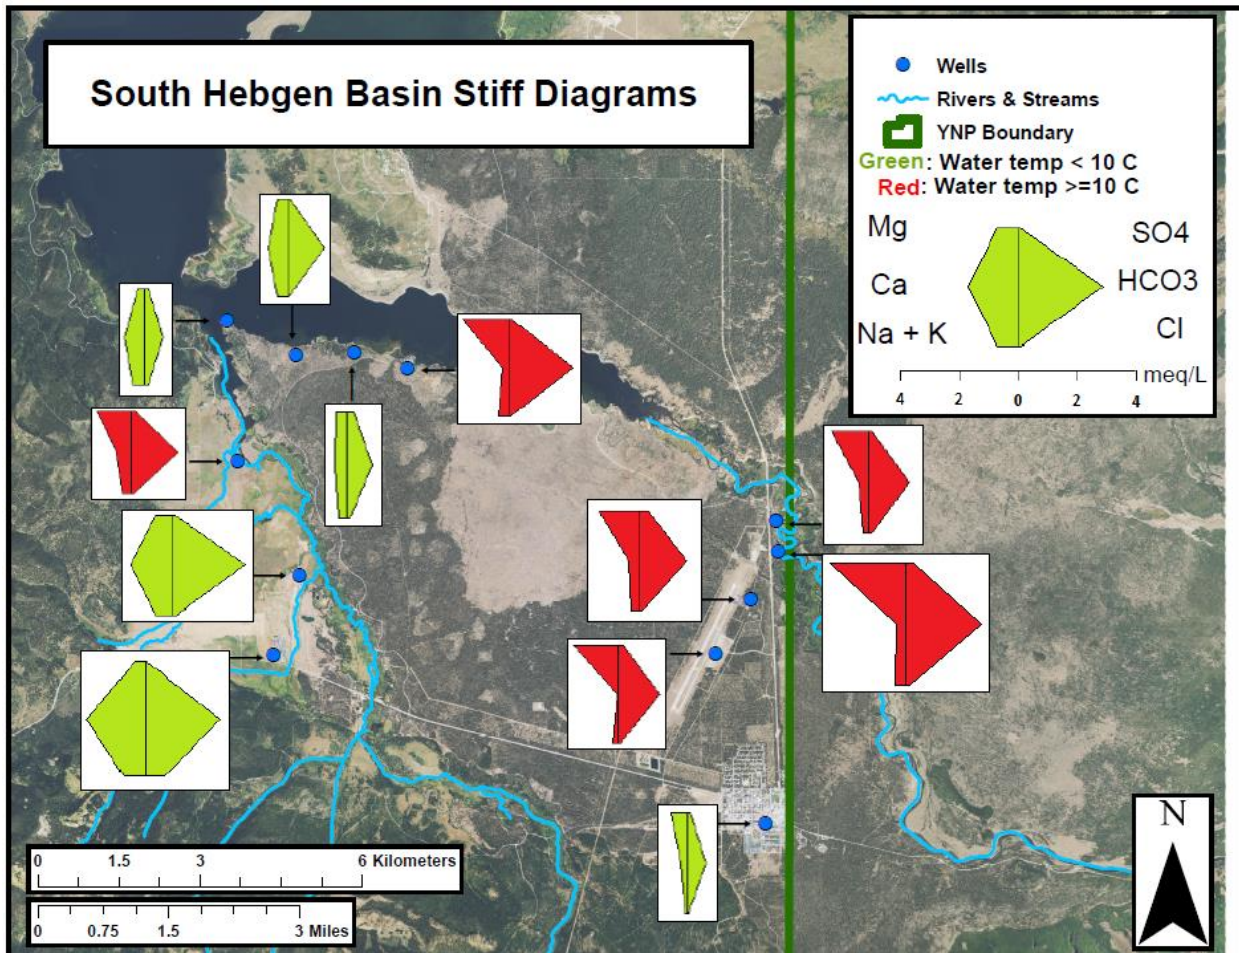 South Hebgen Basin Stiff Diagrams
Wells
Rivers & Streams
YNP Boundary
Green: Water temp < 10 C
Red: Water temp >=10 C
Mg
SO4
Ca
HCO3
Na + K
Cl
meq/L
4 2 0 2 4
0 1.5 3 6 Kilometers
0 0.75 1.5 3 Miles
N